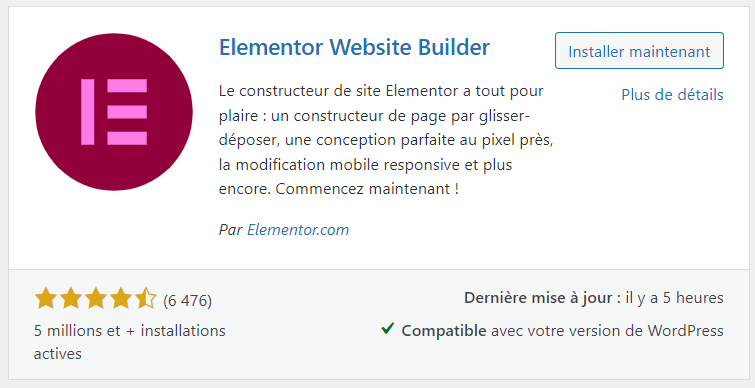 Elementor Website Builder
Installer maintenant
Plus de détails
Le constructeur de site Elementor a tout pour
plaire : un constructeur de page par glisser-
déposer, une conception parfaite au pixel près,
la modification mobile responsive et plus
encore. Commencez maintenant !
Par Elementor.com
(6 476)
5 millions et + installations
actives
Dernière mise à jour : il y a 5 heures
Compatible avec votre version de WordPress